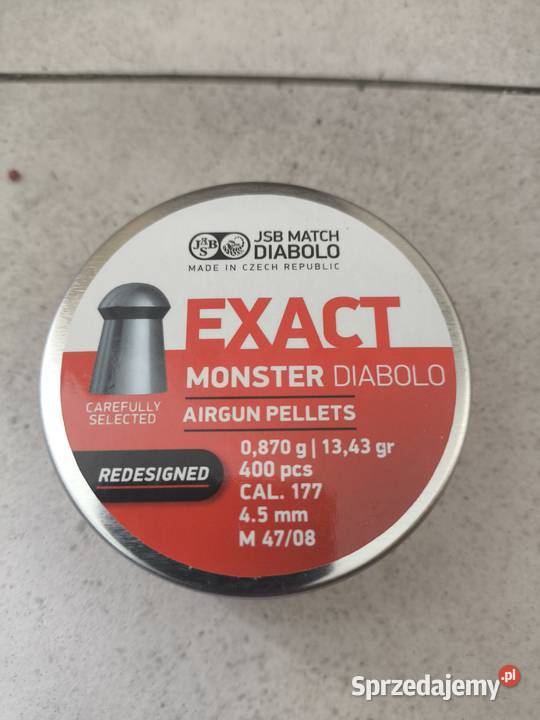 JSB
JSB MATCH
DIABOLO
MADE IN CZECH REPUBLIC
EXACT
MONSTER DIABOLO
CAREFULLY
SELECTED
AIRGUN PELLETS
REDESIGNED
0,870 g | 13,43 gr
400 pcs
CAL. 177
4.5 mm
M 47/08
Sprzedajemy.pl